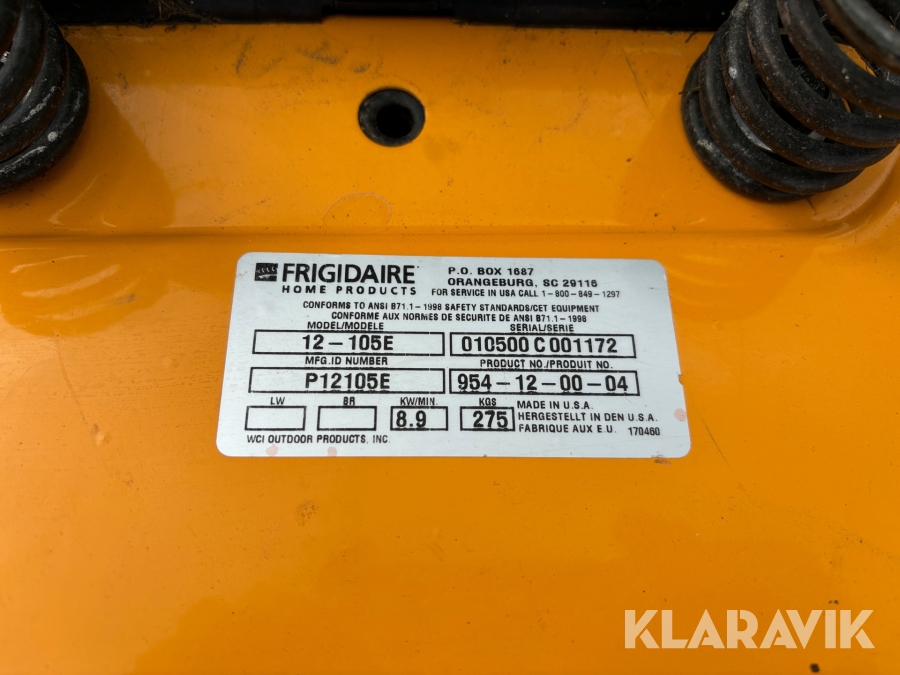 FRIGIDAIRE
HOME PRODUCTS
P.O. BOX 1687
ORANGEBURG, SC 29116
FOR SERVICE IN USA CALL 1-800-849-1297
CONFORMS TO ANSI B71.1-1998 SAFETY STANDARDS/CET EQUIPMENT
CONFORME AUX NORMES DE SECURITE DE ANSI B71.1-1998
MODEL/MODELE SERIAL/SERIE
12-105E 010500 C 001172
MFG.ID NUMBER PRODUCT NO./PRODUIT NO.
P12105E 954-12-00-04
LW BR KW/MIN. KGS
8.9 275
MADE IN U.S.A.
HERGESTELLT IN DEN U.S.A.
FABRIQUE AUX E.U. 170460
WCI OUTDOOR PRODUCTS, INC.
KLARAVIK